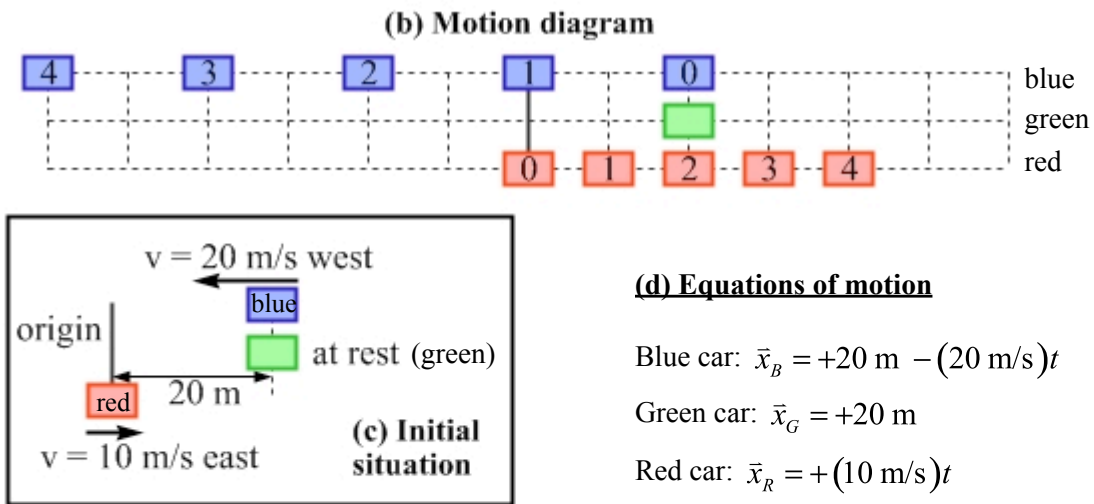 (b) Motion diagram
4 3 2 1 0 blue
green
0 1 2 3 4 red
v = 20 m/s west
blue
origin
at rest (green)
20 m
red
v = 10 m/s east
(c) Initial
situation
(d) Equations of motion
Blue car: x⃗_B = +20 m −(20 m/s)t
Green car: x⃗_G = +20 m
Red car: x⃗_R = +(10 m/s)t